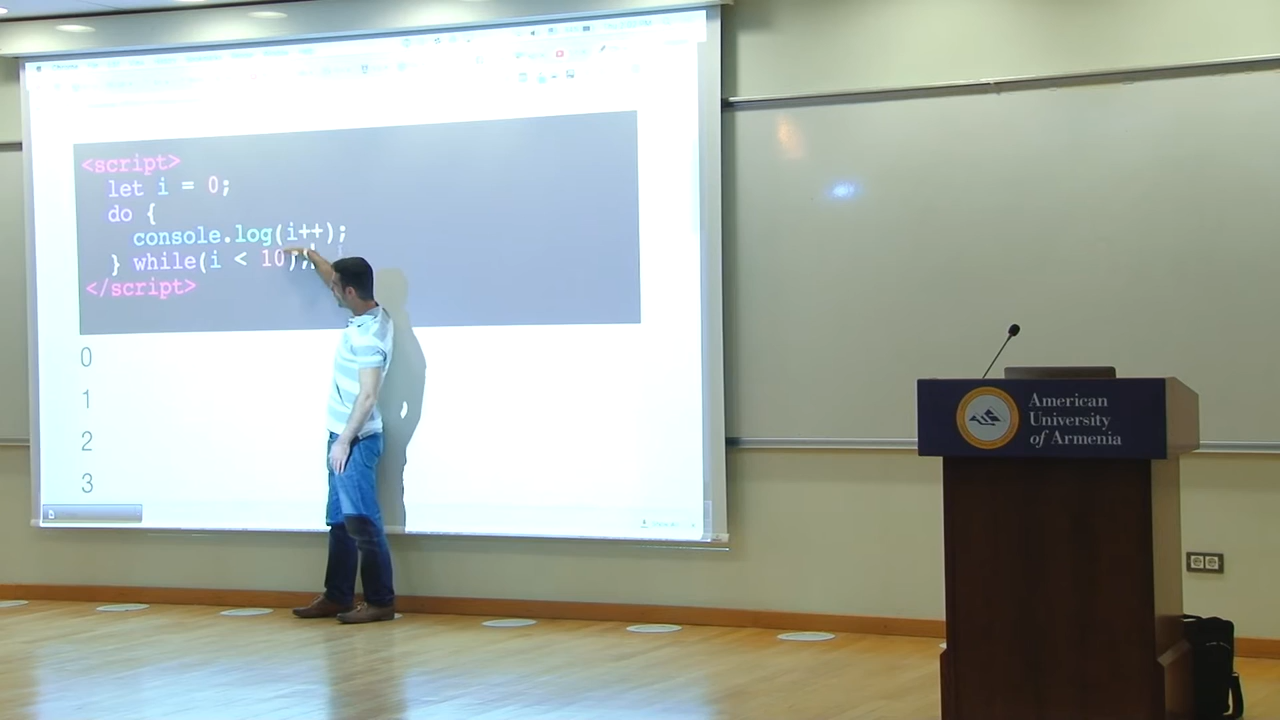 <script>
let i = 0;
do {
console.log(i++);
} while(i < 10);
</script>
0
1
2
3
American
University
of Armenia